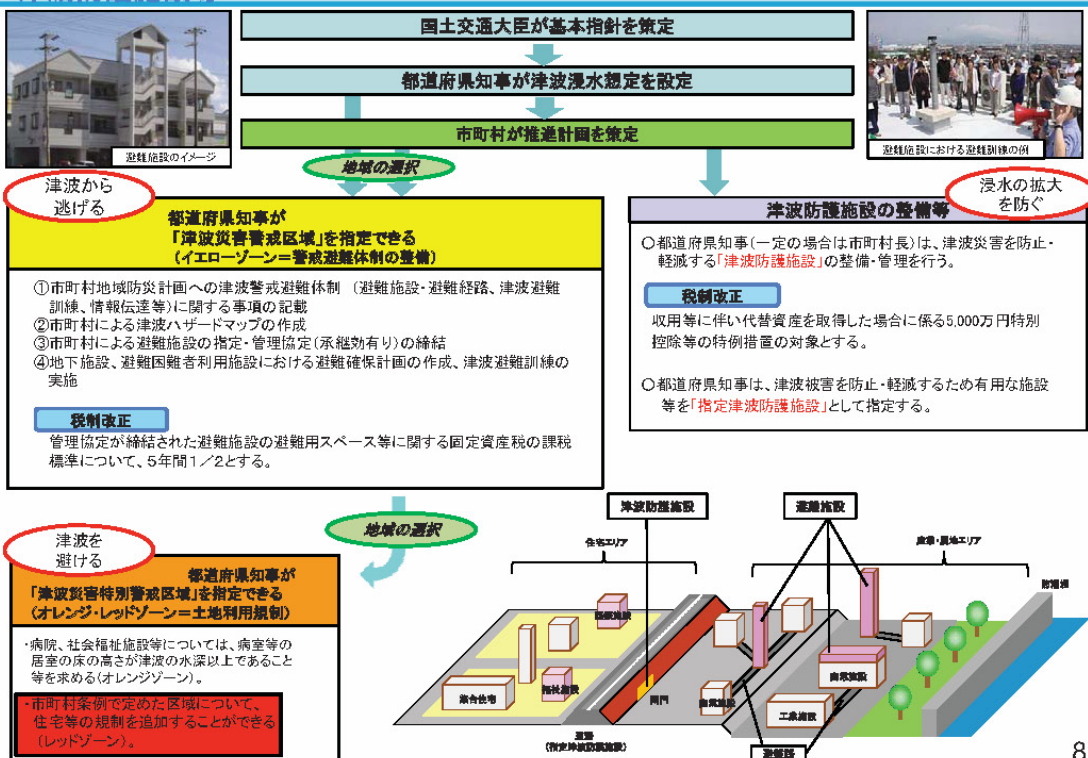 国土交通大臣が基本指針を策定
都道府県知事が津波浸水想定を設定
市町村が推進計画を策定
避難施設のイメージ
避難施設における避難訓練の例
地域の選択
津波から
逃げる
都道府県知事が
「津波災害警戒区域」を指定できる
(イエローゾーン=警戒避難体制の整備)
①市町村地域防災計画への津波警戒避難体制 (避難施設・避難経路、津波避難
訓練、情報伝達等)に関する事項の記載
②市町村による津波ハザードマップの作成
③市町村による避難施設の指定・管理協定(承継効有り)の締結
④地下施設、避難困難者利用施設における避難確保計画の作成、津波避難訓練の
実施
税制改正
管理協定が締結された避難施設の避難用スペース等に関する固定資産税の課税
標準について、5年間1/2とする。
浸水の拡大
を防ぐ
津波防護施設の整備等
○都道府県知事(一定の場合は市町村長)は、津波災害を防止・
軽減する「津波防護施設」の整備・管理を行う。
税制改正
収用等に伴い代替資産を取得した場合に係る5,000万円特別
控除等の特例措置の対象とする。
○都道府県知事は、津波被害を防止・軽減するため有用な施設
等を「指定津波防護施設」として指定する。
地域の選択
津波を
避ける
都道府県知事が
「津波災害特別警戒区域」を指定できる
(オレンジ・レッドゾーン=土地利用規制)
・病院、社会福祉施設等については、病室等の
居室の床の高さが津波の水深以上であること
等を求める(オレンジゾーン)。
・市町村条例で定めた区域について、
住宅等の規制を追加することができる
(レッドゾーン)。
津波防護施設
避難施設
住宅エリア
産業・農地エリア
防潮堤
医療施設
福祉施設
集合住宅
閘門
商業施設
商業施設
工業施設
道路
(指定津波防護施設)
避難路
8